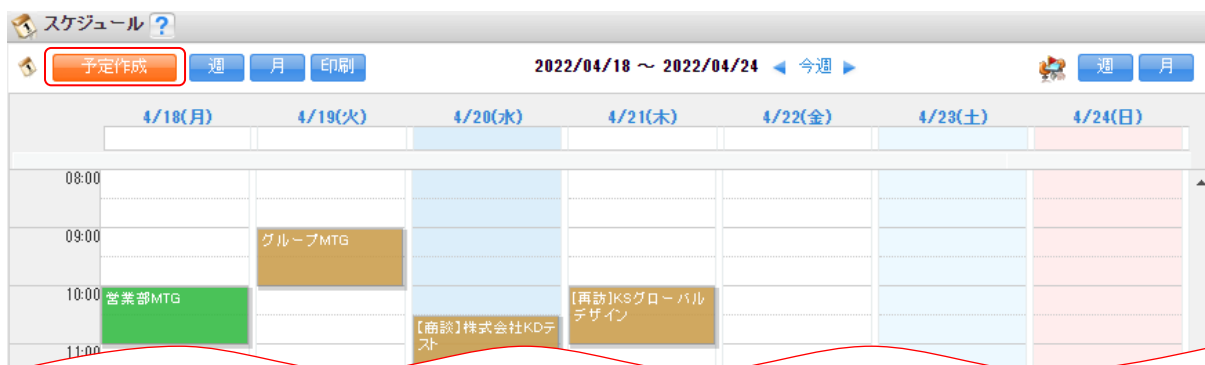 スケジュール ?
予定作成 週 月 印刷 2022/04/18 ～ 2022/04/24 今週 週 月
4/18(月) 4/19(火) 4/20(水) 4/21(木) 4/22(金) 4/23(土) 4/24(日)
08:00
09:00
グループMTG
10:00
営業部MTG
【再訪】KSグローバル
デザイン
【商談】株式会社KDテ
スト
11:00